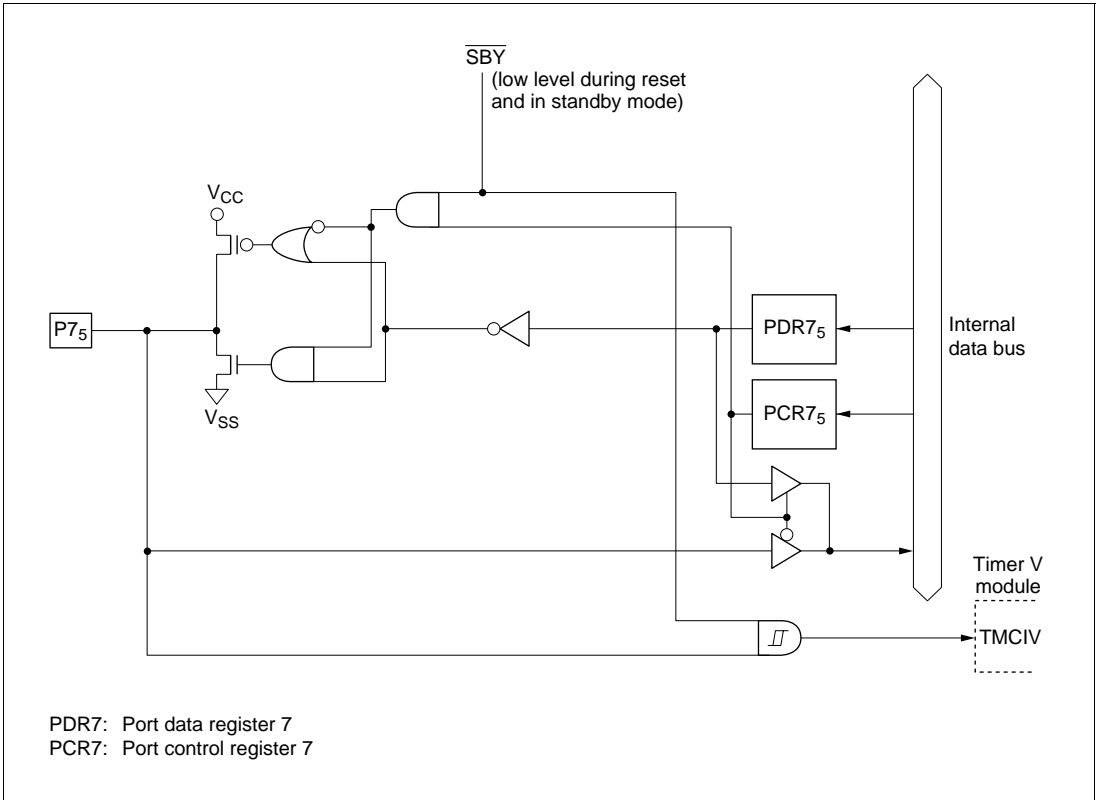 SBY
(low level during reset
and in standby mode)
VCC
P75
VSS
PDR75
PCR75
Internal
data bus
Timer V
module
TMCIV
PDR7: Port data register 7
PCR7: Port control register 7